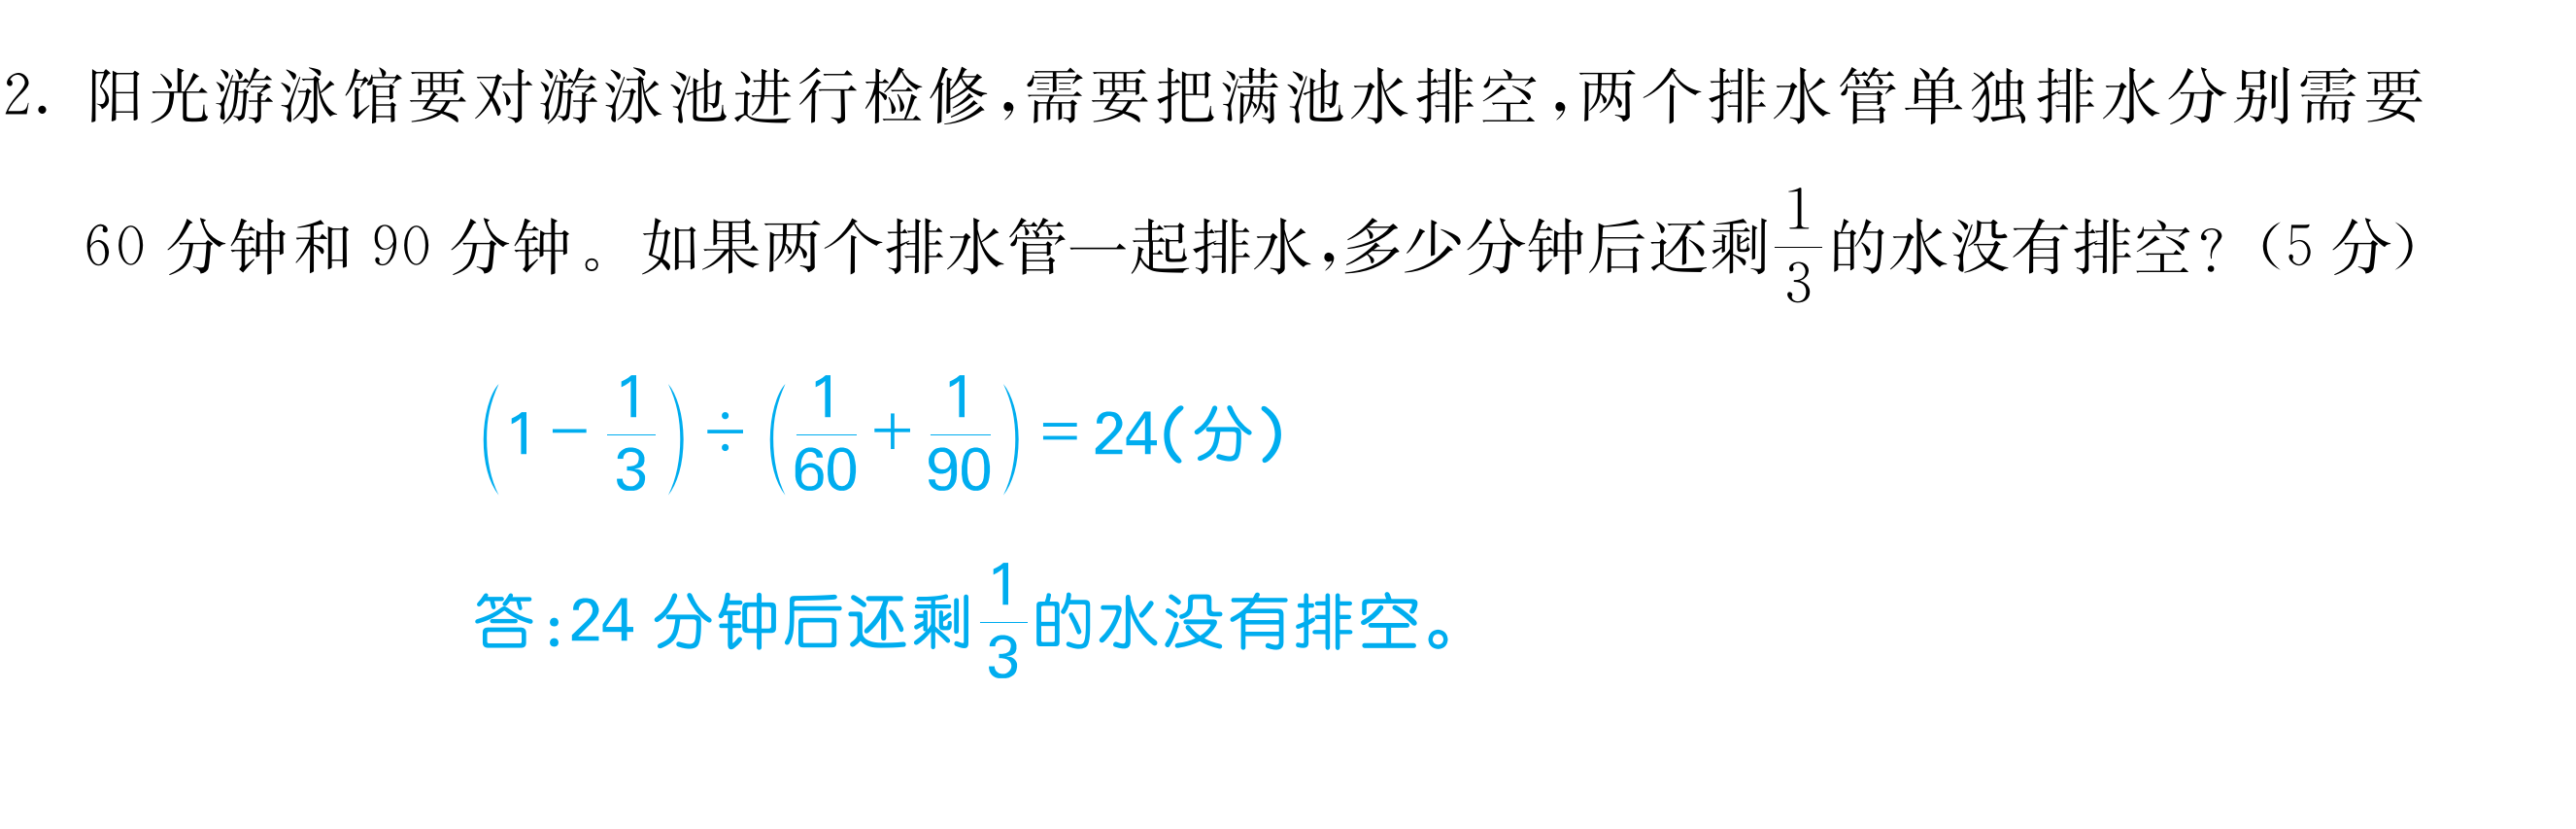 2. 阳光游泳馆要对游泳池进行检修,需要把满池水排空,两个排水管单独排水分别需要
60 分钟和 90 分钟。如果两个排水管一起排水,多少分钟后还剩1/3的水没有排空?(5 分)
(1 − 1/3) ÷ (1/60 + 1/90) = 24(分)
答:24 分钟后还剩1/3的水没有排空。